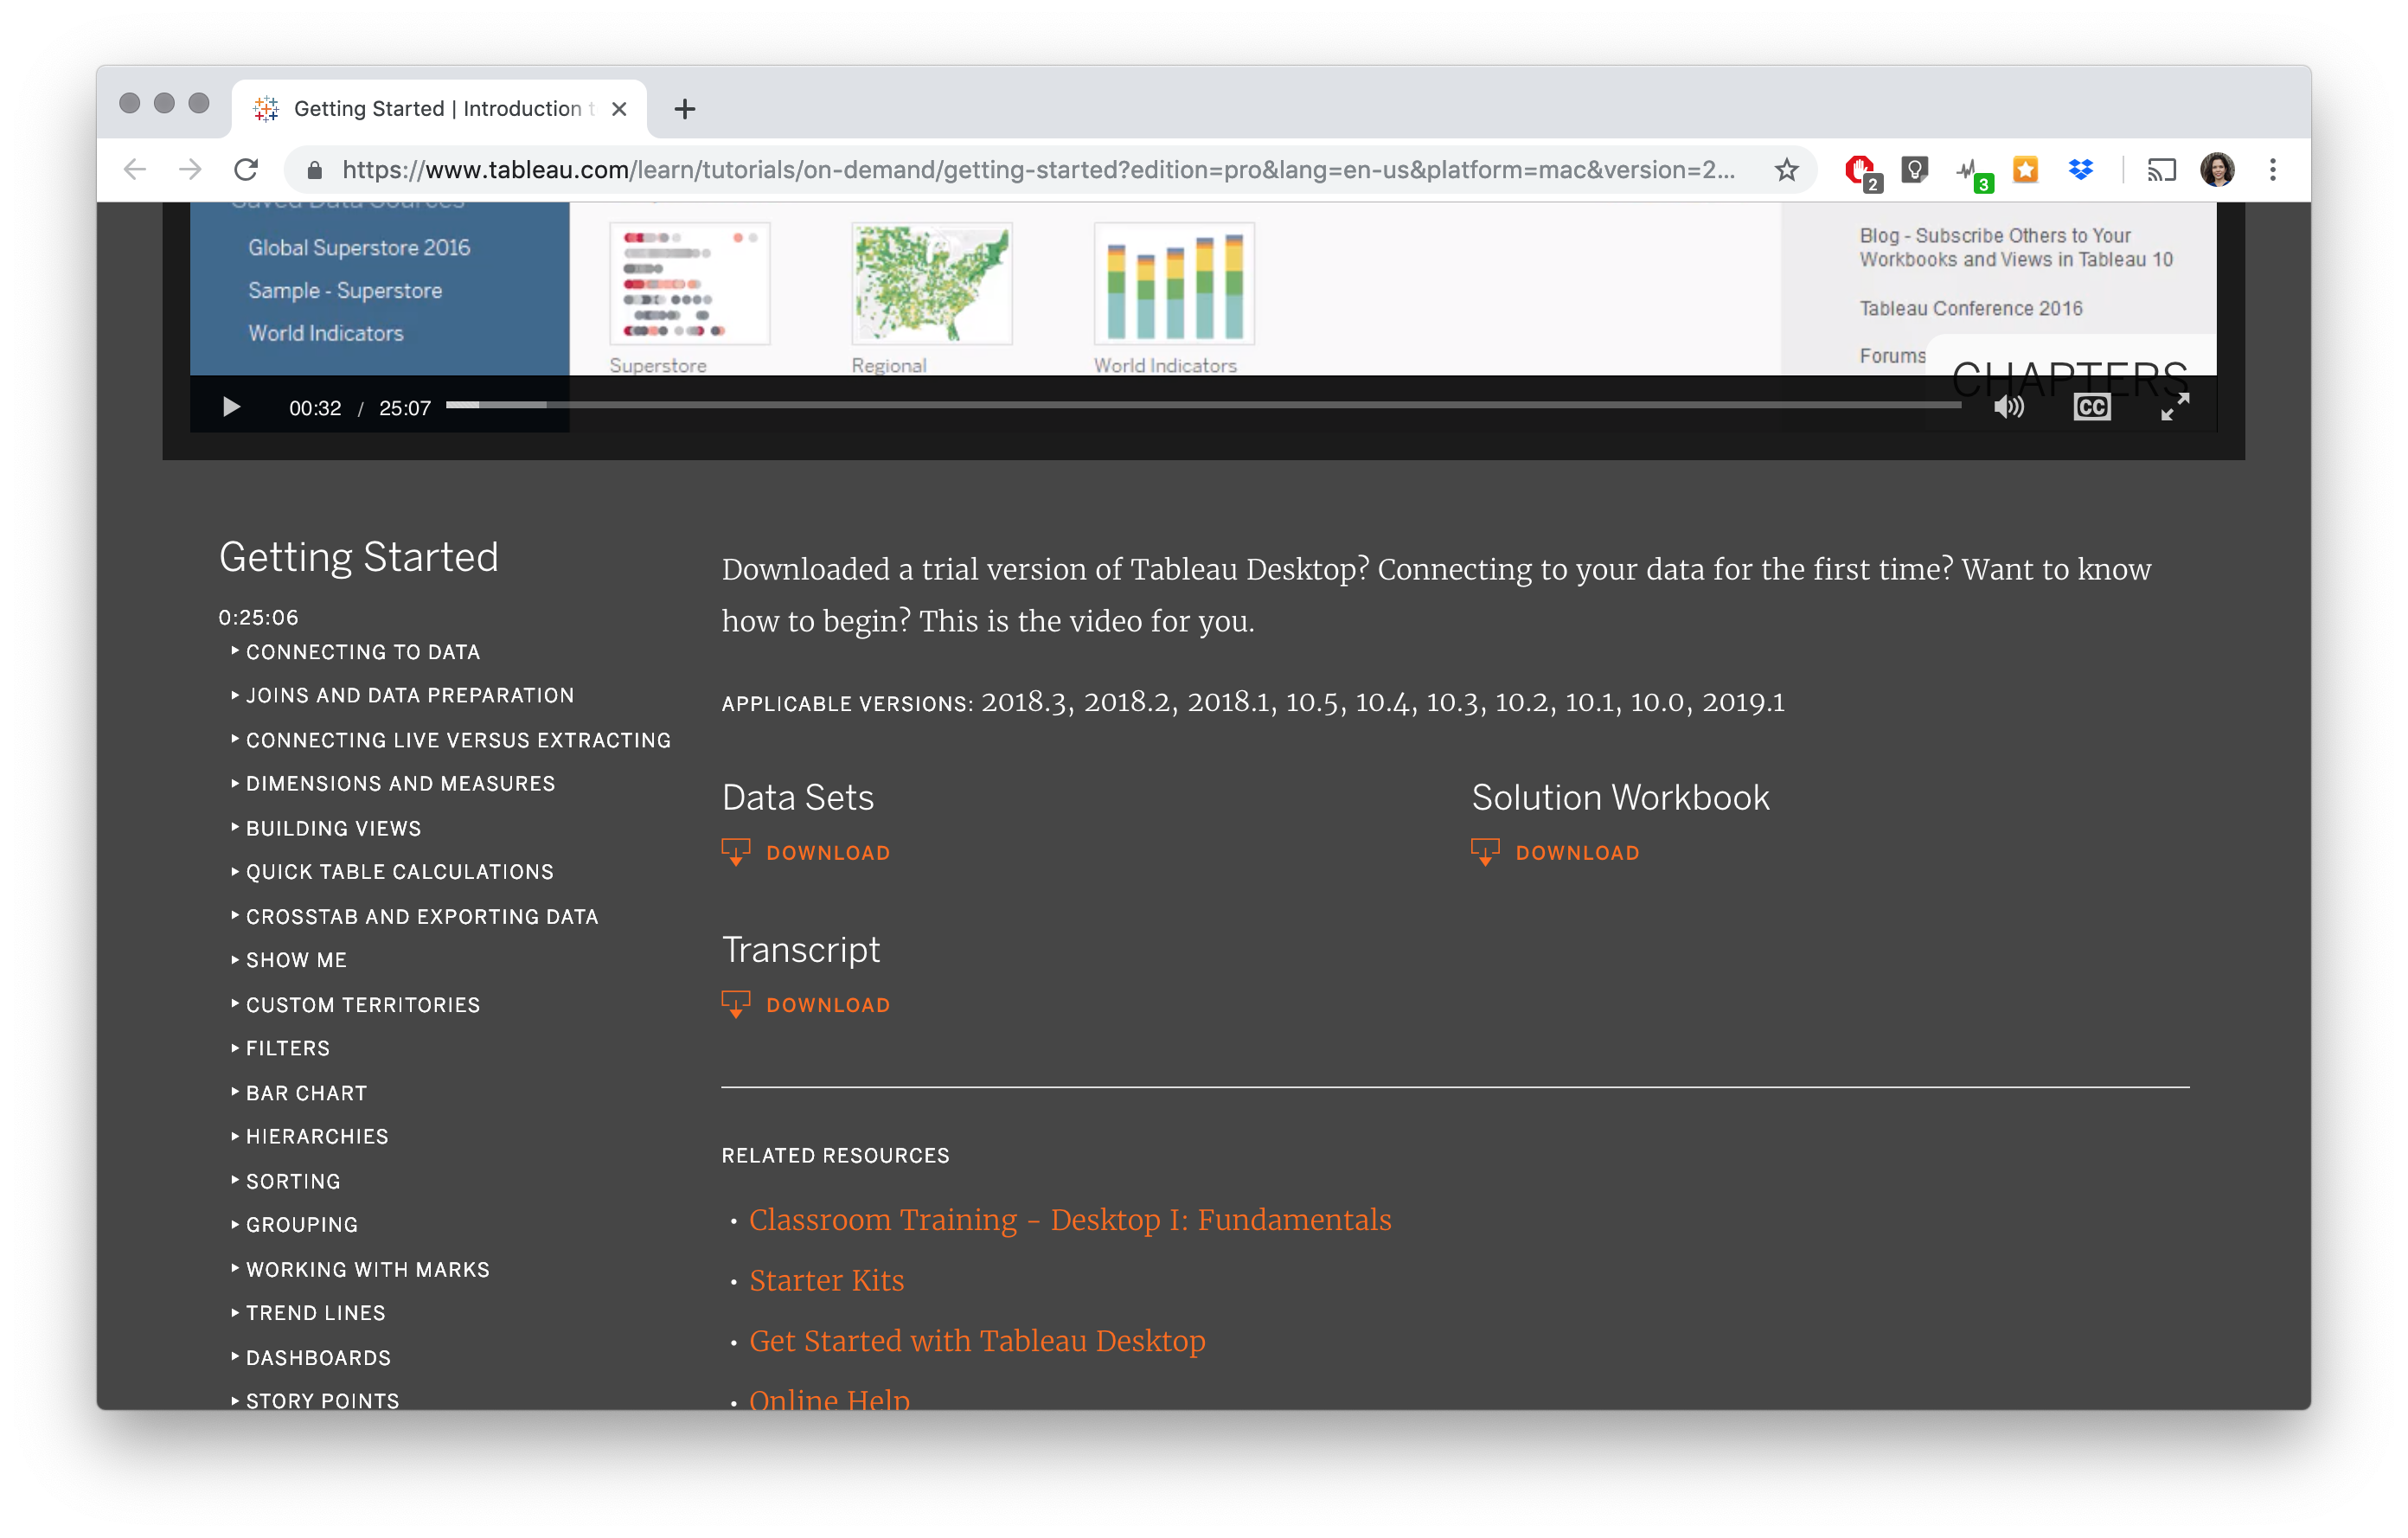 Getting Started | Introduction t
https://www.tableau.com/learn/tutorials/on-demand/getting-started?edition=pro&lang=en-us&platform=mac&version=2...
2
3
Saved Data Sources
Global Superstore 2016
Sample - Superstore
World Indicators
Superstore
Regional
World Indicators
Blog - Subscribe Others to Your
Workbooks and Views in Tableau 10
Tableau Conference 2016
Forums
CHAPTERS
00:32 / 25:07
CC
Getting Started
0:25:06
CONNECTING TO DATA
JOINS AND DATA PREPARATION
CONNECTING LIVE VERSUS EXTRACTING
DIMENSIONS AND MEASURES
BUILDING VIEWS
QUICK TABLE CALCULATIONS
CROSSTAB AND EXPORTING DATA
SHOW ME
CUSTOM TERRITORIES
FILTERS
BAR CHART
HIERARCHIES
SORTING
GROUPING
WORKING WITH MARKS
TREND LINES
DASHBOARDS
STORY POINTS
Downloaded a trial version of Tableau Desktop? Connecting to your data for the first time? Want to know
how to begin? This is the video for you.
APPLICABLE VERSIONS: 2018.3, 2018.2, 2018.1, 10.5, 10.4, 10.3, 10.2, 10.1, 10.0, 2019.1
Data Sets
DOWNLOAD
Solution Workbook
DOWNLOAD
Transcript
DOWNLOAD
RELATED RESOURCES
• Classroom Training - Desktop I: Fundamentals
• Starter Kits
• Get Started with Tableau Desktop
• Online Help